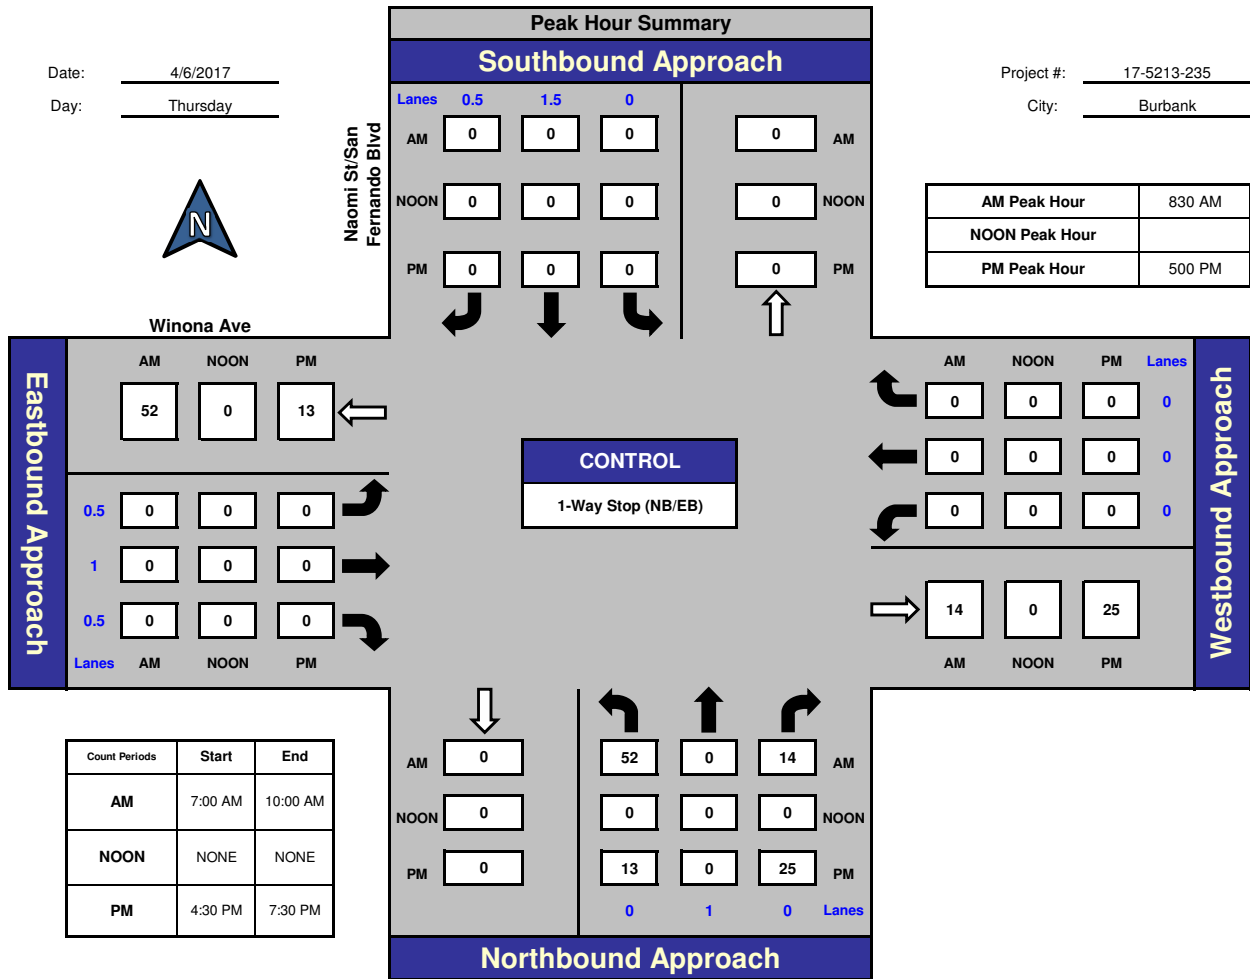 Peak Hour Summary
Southbound Approach
Date: 4/6/2017
Day: Thursday
Project #: 17-5213-235
City: Burbank
Naomi St/San
Fernando Blvd
N
Lanes 0.5 1.5 0
AM 0 0 0 0 AM
NOON 0 0 0 0 NOON
PM 0 0 0 0 PM
AM Peak Hour 830 AM
NOON Peak Hour
PM Peak Hour 500 PM
Winona Ave
Eastbound Approach
AM NOON PM
52 0 13
0.5 0 0 0
1 0 0 0
0.5 0 0 0
Lanes AM NOON PM
CONTROL
1-Way Stop (NB/EB)
AM NOON PM Lanes
0 0 0 0
0 0 0 0
0 0 0 0
14 0 25
AM NOON PM
Westbound Approach
Count Periods Start End
AM 7:00 AM 10:00 AM
NOON NONE NONE
PM 4:30 PM 7:30 PM
AM 0 52 0 14 AM
NOON 0 0 0 0 NOON
PM 0 13 0 25 PM
0 1 0 Lanes
Northbound Approach